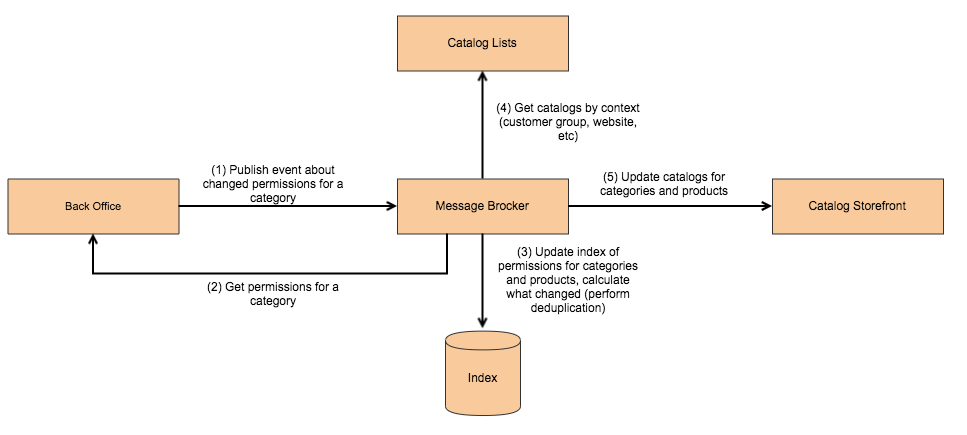 Catalog Lists
(4) Get catalogs by context
(customer group, website,
etc)
(1) Publish event about
changed permissions for a
category
(5) Update catalogs for
categories and products
Back Office
Message Brocker
Catalog Storefront
(2) Get permissions for a
category
(3) Update index of
permissions for categories
and products, calculate
what changed (perform
deduplication)
Index